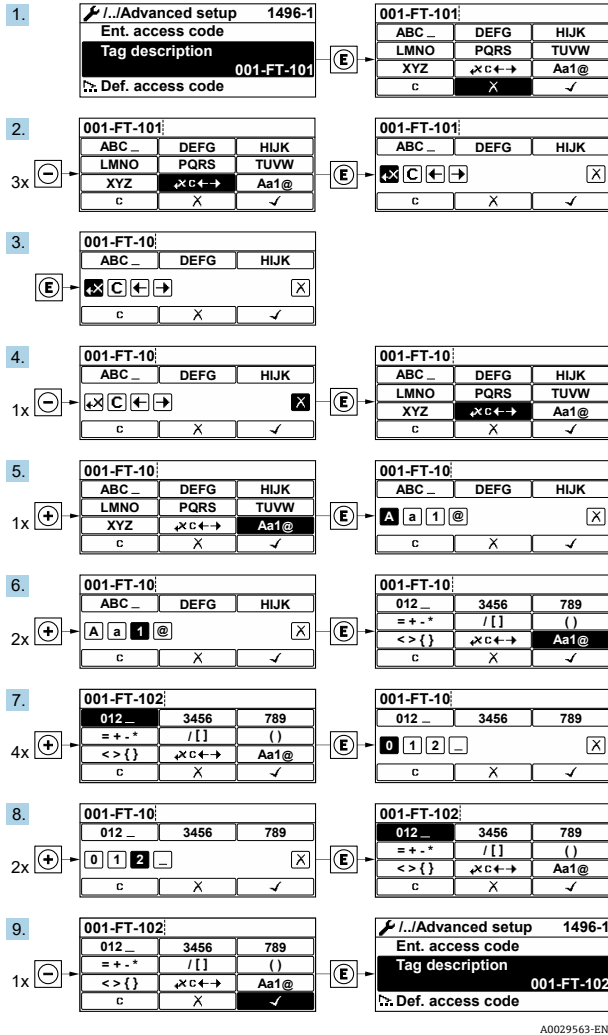 1.
/../Advanced setup 1496-1
Ent. access code
Tag description
001-FT-101
Def. access code
E
001-FT-101
ABC _ DEFG HIJK
LMNO PQRS TUVW
XYZ C←→ Aa1@
C X ✓
2.
3x −
001-FT-101
ABC _ DEFG HIJK
LMNO PQRS TUVW
XYZ C←→ Aa1@
C X ✓
E
001-FT-101
ABC _ DEFG HIJK
C ← → X
C X ✓
3.
E
001-FT-10
ABC _ DEFG HIJK
C ← → X
C X ✓
4.
1x −
001-FT-10
ABC _ DEFG HIJK
C ← → X
C X ✓
E
001-FT-10
ABC _ DEFG HIJK
LMNO PQRS TUVW
XYZ C←→ Aa1@
C X ✓
5.
1x +
001-FT-10
ABC _ DEFG HIJK
LMNO PQRS TUVW
XYZ C←→ Aa1@
C X ✓
E
001-FT-10
ABC _ DEFG HIJK
A a 1 @ X
C X ✓
6.
2x +
001-FT-10
ABC _ DEFG HIJK
A a 1 @ X
C X ✓
E
001-FT-10
012 _ 3456 789
= + - * / [ ] ( )
< > { } C←→ Aa1@
C X ✓
7.
4x +
001-FT-102
012 _ 3456 789
= + - * / [ ] ( )
< > { } C←→ Aa1@
C X ✓
E
001-FT-10
012 _ 3456 789
0 1 2 _ X
C X ✓
8.
2x +
001-FT-10
012 _ 3456 789
0 1 2 _ X
C X ✓
E
001-FT-102
012 _ 3456 789
= + - * / [ ] ( )
< > { } C←→ Aa1@
C X ✓
9.
1x −
001-FT-102
012 _ 3456 789
= + - * / [ ] ( )
< > { } C←→ Aa1@
C X ✓
E
/../Advanced setup 1496-1
Ent. access code
Tag description
001-FT-102
Def. access code
A0029563-EN